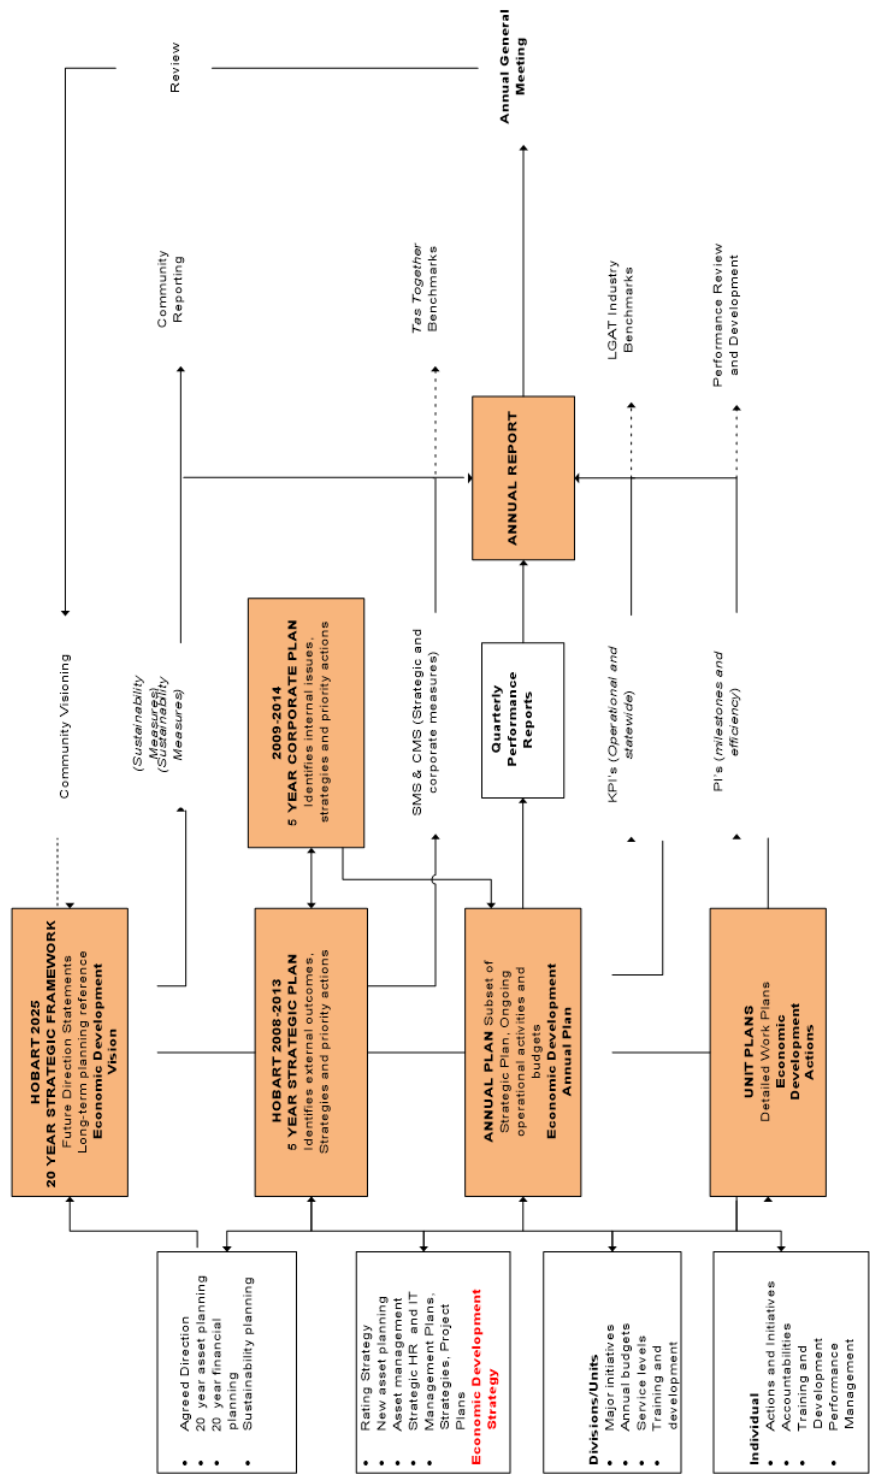 Agreed Direction
20 year asset planning
20 year financial
planning
Sustainability planning
Rating Strategy
New asset planning
Asset management
Strategic HR and IT
Management Plans,
Strategies, Project
Plans
Economic Development
Strategy
Divisions/Units
Major initiatives
Annual budgets
Service levels
Training and
development
Individual
Actions and Initiatives
Accountabilities
Training and
Development
Performance
Management
HOBART 2025
20 YEAR STRATEGIC FRAMEWORK
Future Direction Statements
Long-term planning reference
Economic Development
Vision
HOBART 2008-2013
5 YEAR STRATEGIC PLAN
Identifies external outcomes,
Strategies and priority actions
ANNUAL PLAN Subset of
Strategic Plan, Ongoing
operational activities and
budgets
Economic Development
Annual Plan
UNIT PLANS
Detailed Work Plans
Economic
Development
Actions
Community Visioning
(Sustainability
Measures)
(Sustainability
Measures)
2009-2014
5 YEAR CORPORATE PLAN
Identifies internal issues,
strategies and priority actions
SMS & CMS (Strategic and
corporate measures)
Quarterly
Performance
Reports
KPI's (Operational and
statewide)
PI's (milestones and
efficiency)
ANNUAL REPORT
Community
Reporting
Tas Together
Benchmarks
LGAT Industry
Benchmarks
Performance Review
and Development
Review
Annual General
Meeting